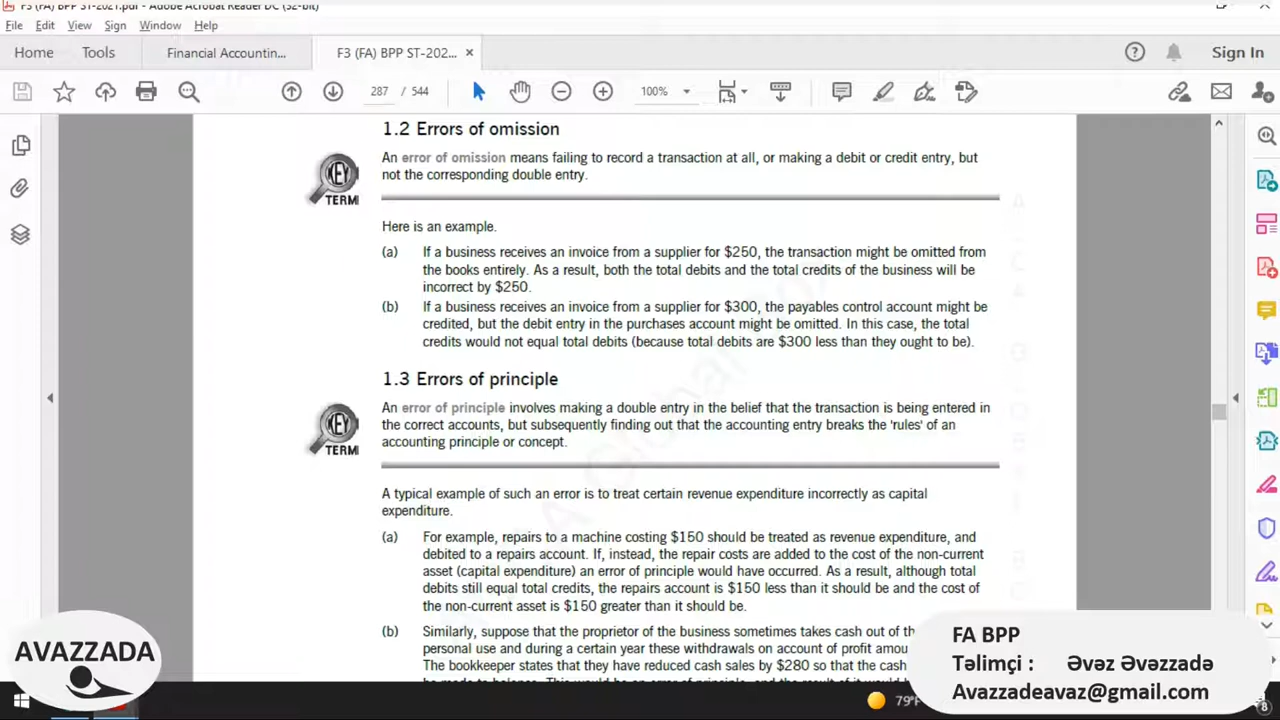 F3 (FA) BPP ST-2021.pdf - Adobe Acrobat Reader DC (32-bit)
File Edit View Sign Window Help
Home Tools Financial Accountin... F3 (FA) BPP ST-202... × Sign In
287 / 544 100%
1.2 Errors of omission
KEY TERM
An error of omission means failing to record a transaction at all, or making a debit or credit entry, but
not the corresponding double entry.
Here is an example.
(a) If a business receives an invoice from a supplier for $250, the transaction might be omitted from
the books entirely. As a result, both the total debits and the total credits of the business will be
incorrect by $250.
(b) If a business receives an invoice from a supplier for $300, the payables control account might be
credited, but the debit entry in the purchases account might be omitted. In this case, the total
credits would not equal total debits (because total debits are $300 less than they ought to be).
1.3 Errors of principle
KEY TERM
An error of principle involves making a double entry in the belief that the transaction is being entered in
the correct accounts, but subsequently finding out that the accounting entry breaks the 'rules' of an
accounting principle or concept.
A typical example of such an error is to treat certain revenue expenditure incorrectly as capital
expenditure.
(a) For example, repairs to a machine costing $150 should be treated as revenue expenditure, and
debited to a repairs account. If, instead, the repair costs are added to the cost of the non-current
asset (capital expenditure) an error of principle would have occurred. As a result, although total
debits still equal total credits, the repairs account is $150 less than it should be and the cost of
the non-current asset is $150 greater than it should be.
(b) Similarly, suppose that the proprietor of the business sometimes takes cash out of th
personal use and during a certain year these withdrawals on account of profit amou
The bookkeeper states that they have reduced cash sales by $280 so that the cash
AVAZZADA
FA BPP
Təlimçi : Əvəz Əvəzzadə
Avazzadeavaz@gmail.com
79°F